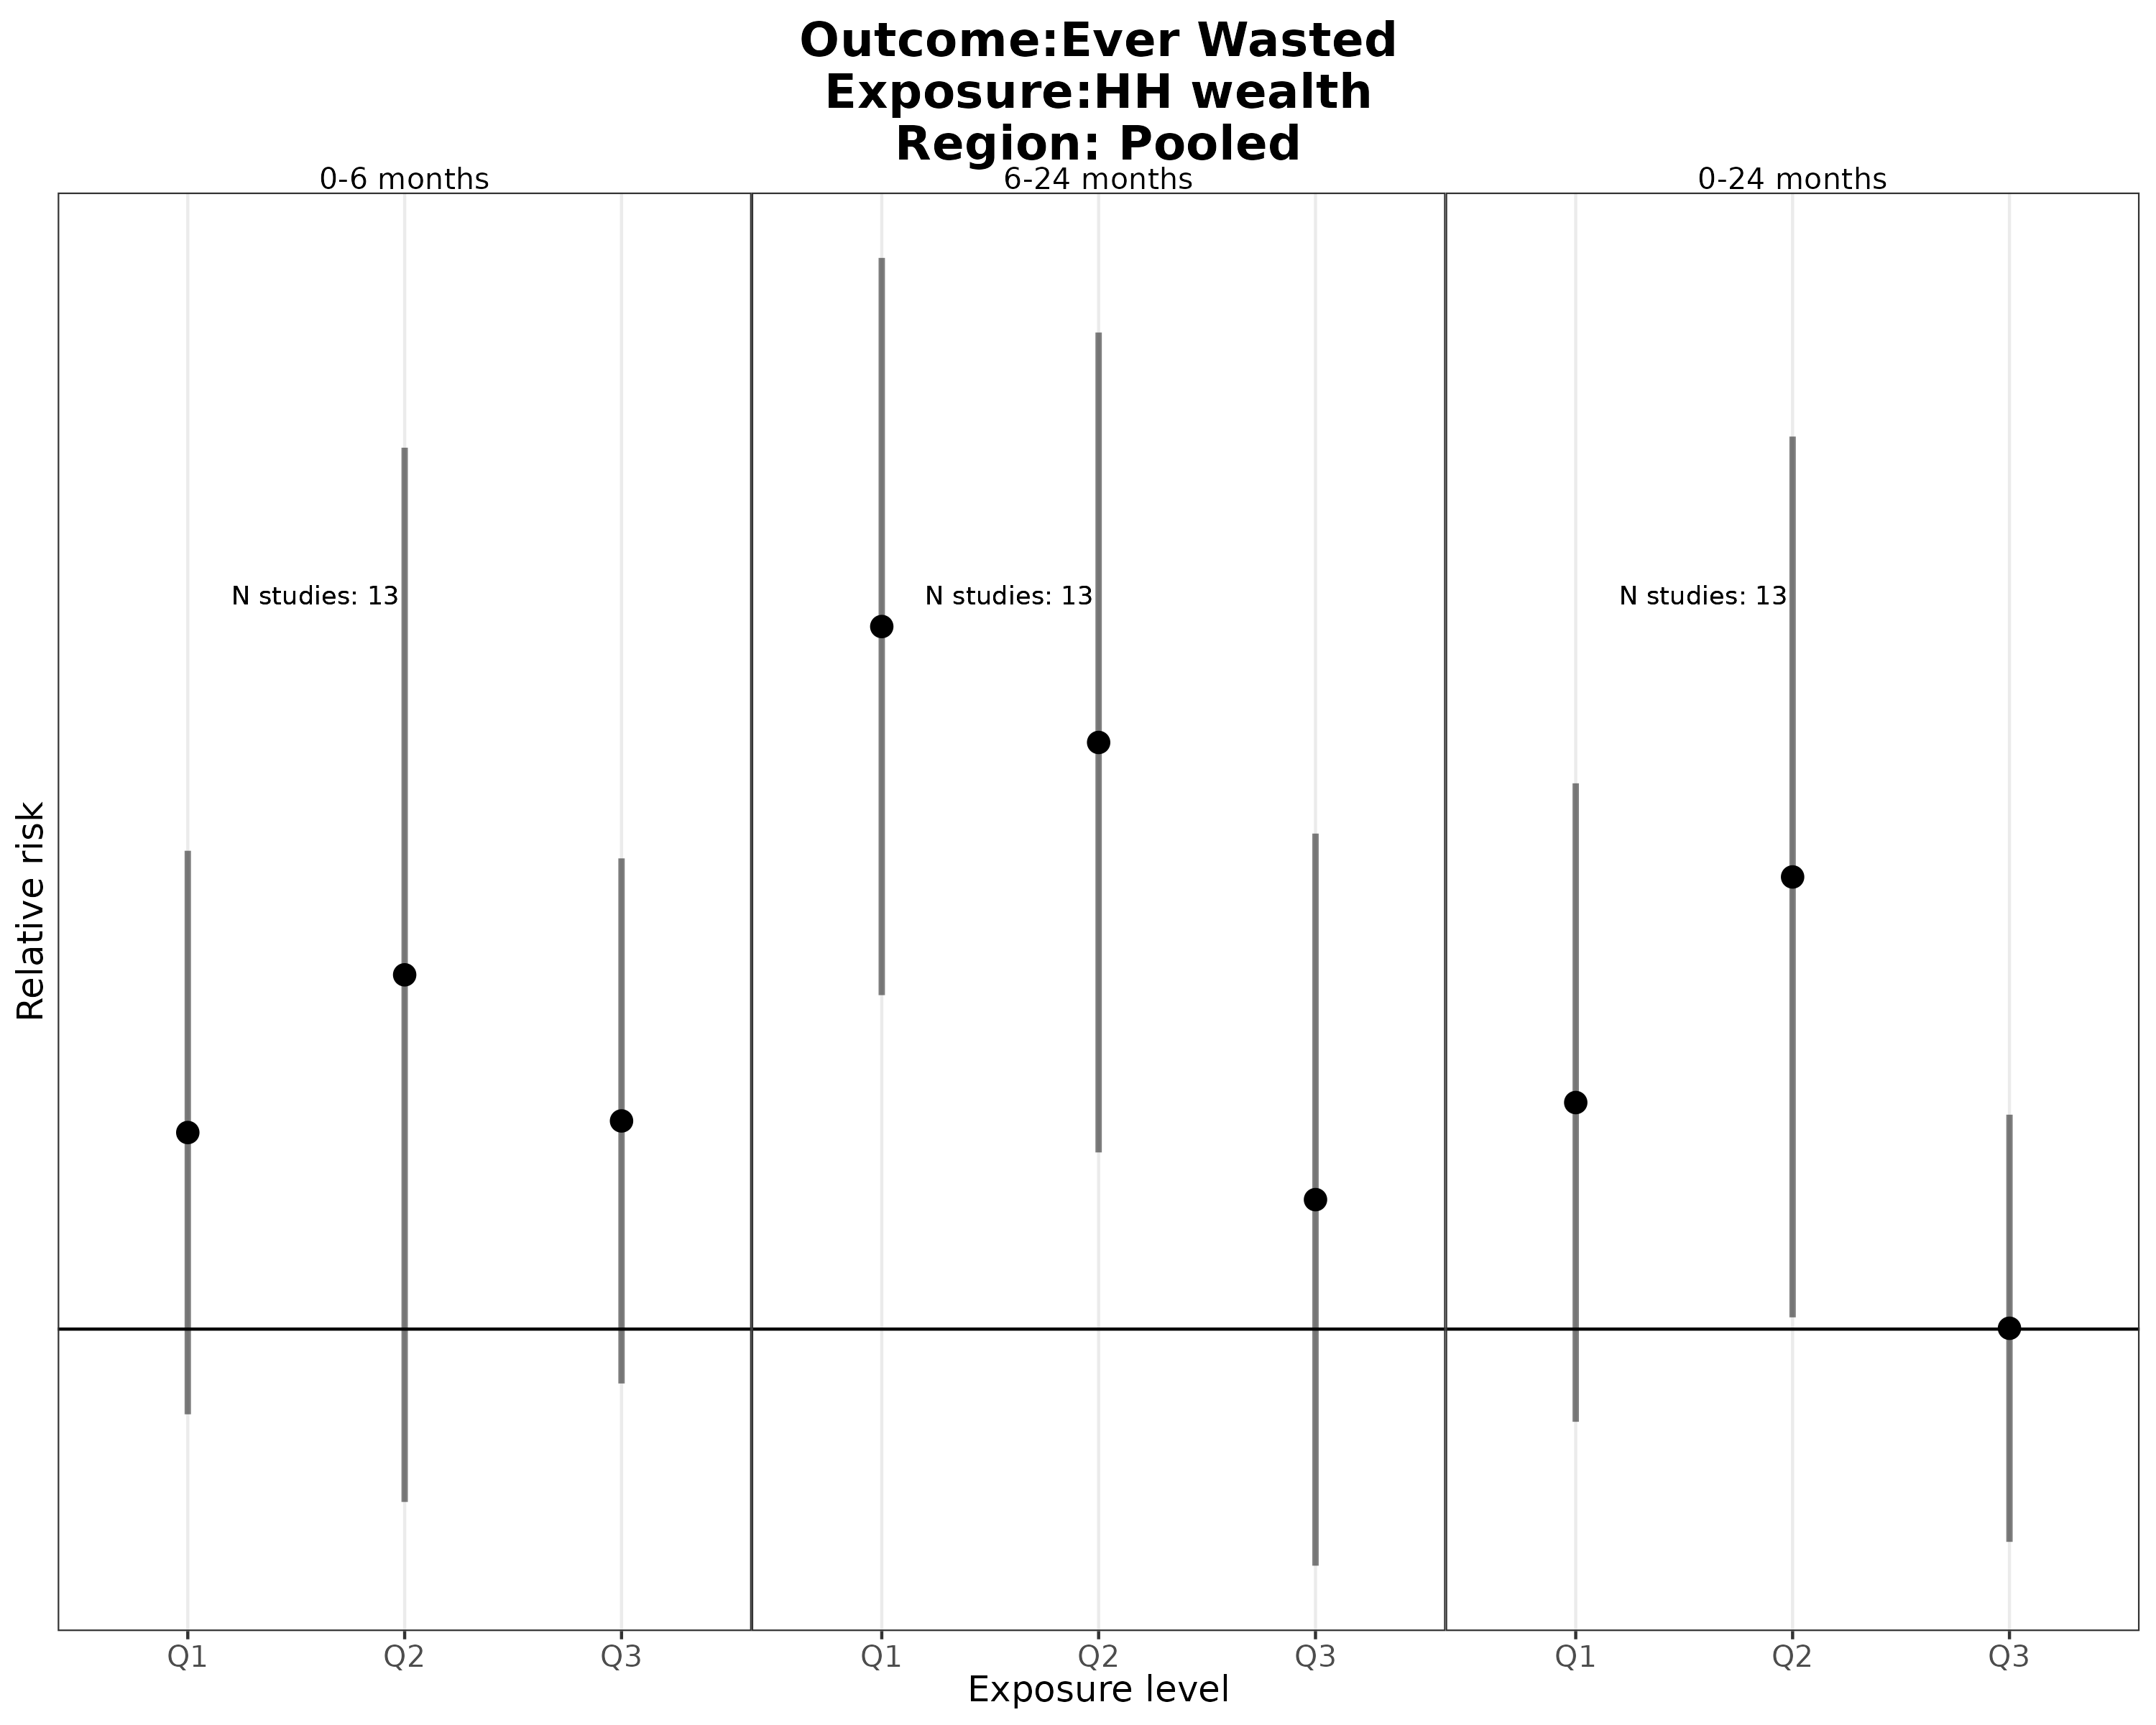 Outcome:Ever Wasted
Exposure:HH wealth
Region: Pooled
0-6 months
6-24 months
0-24 months
N studies: 13
N studies: 13
N studies: 13
Relative risk
Q1
Q2
Q3
Q1
Q2
Q3
Q1
Q2
Q3
Exposure level